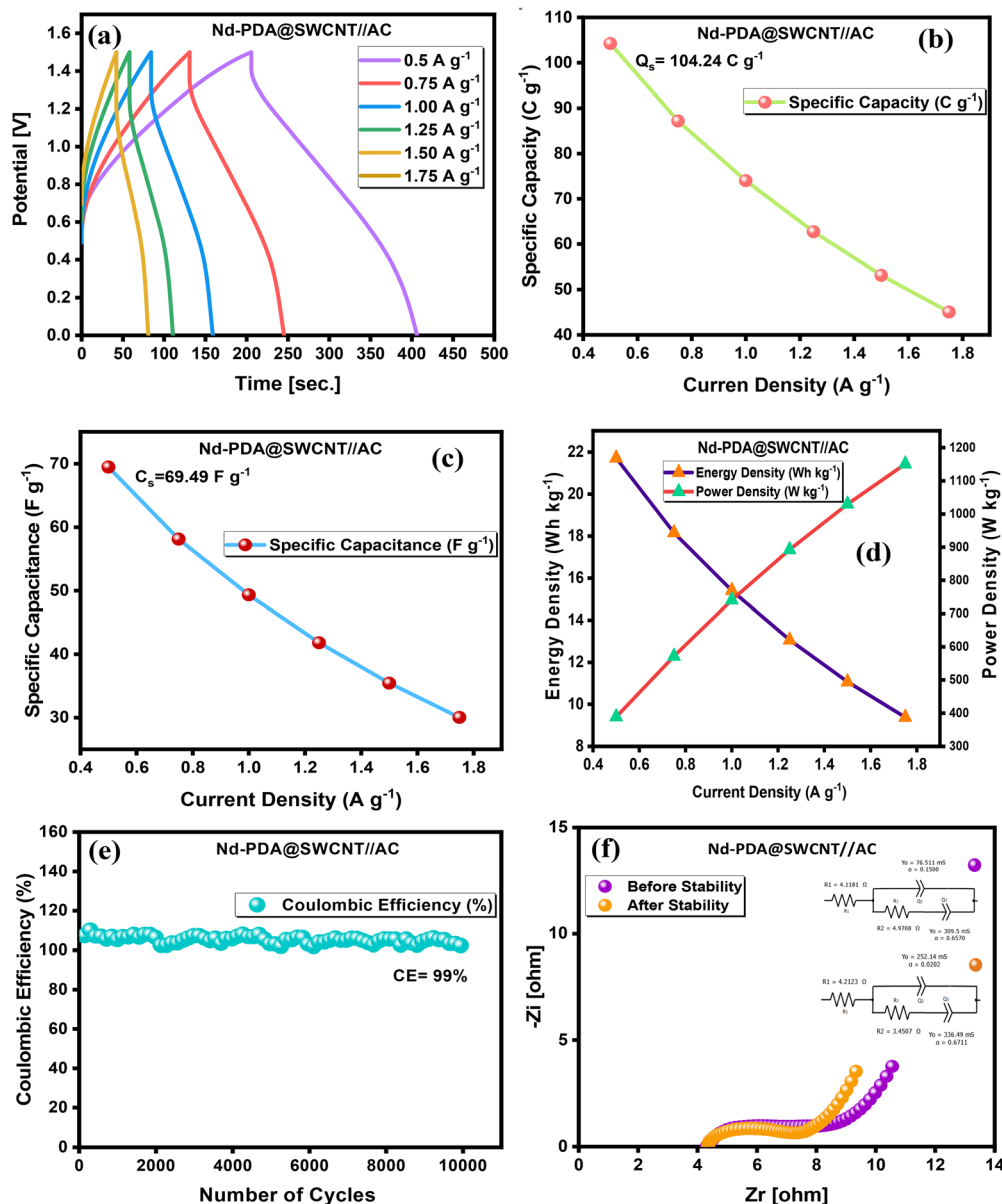 (a)
Nd-PDA@SWCNT//AC
0.5 A g-1
0.75 A g-1
1.00 A g-1
1.25 A g-1
1.50 A g-1
1.75 A g-1
Potential [V]
1.6
1.4
1.2
1.0
0.8
0.6
0.4
0.2
0.0
0 50 100 150 200 250 300 350 400 450 500
Time [sec.]
Nd-PDA@SWCNT//AC
(b)
Qs= 104.24 C g-1
Specific Capacity (C g-1)
Specific Capacity (C g-1)
110
100
90
80
70
60
50
40
0.4 0.6 0.8 1.0 1.2 1.4 1.6 1.8
Curren Density (A g-1)
Nd-PDA@SWCNT//AC
(c)
Cs=69.49 F g-1
Specific Capacitance (F g-1)
Specific Capacitance (F g-1)
70
60
50
40
30
0.4 0.6 0.8 1.0 1.2 1.4 1.6 1.8
Current Density (A g-1)
Nd-PDA@SWCNT//AC
Energy Density (Wh kg-1)
Power Density (W kg-1)
(d)
Energy Density (Wh kg-1)
22
20
18
16
14
12
10
8
Power Density (W kg-1)
1200
1100
1000
900
800
700
600
500
400
300
0.4 0.6 0.8 1.0 1.2 1.4 1.6 1.8
Current Density (A g-1)
(e)
Nd-PDA@SWCNT//AC
Coulombic Efficiency (%)
CE= 99%
Coulombic Efficiency (%)
160
140
120
100
80
60
40
20
0
0 2000 4000 6000 8000 10000
Number of Cycles
(f)
Nd-PDA@SWCNT//AC
Before Stability
After Stability
Yo = 76.511 mS
α = 0.1500
R1 = 4.1181 Ω
R1
Q2
R2
Q3
R2 = 4.9708 Ω
Yo = 309.5 mS
α = 0.6570
Yo = 252.14 mS
α = 0.0202
R1 = 4.2123 Ω
R1
Q2
R2
Q3
R2 = 3.4507 Ω
Yo = 336.49 mS
α = 0.6711
-Zi [ohm]
15
10
5
0
0 2 4 6 8 10 12 14
Zr [ohm]